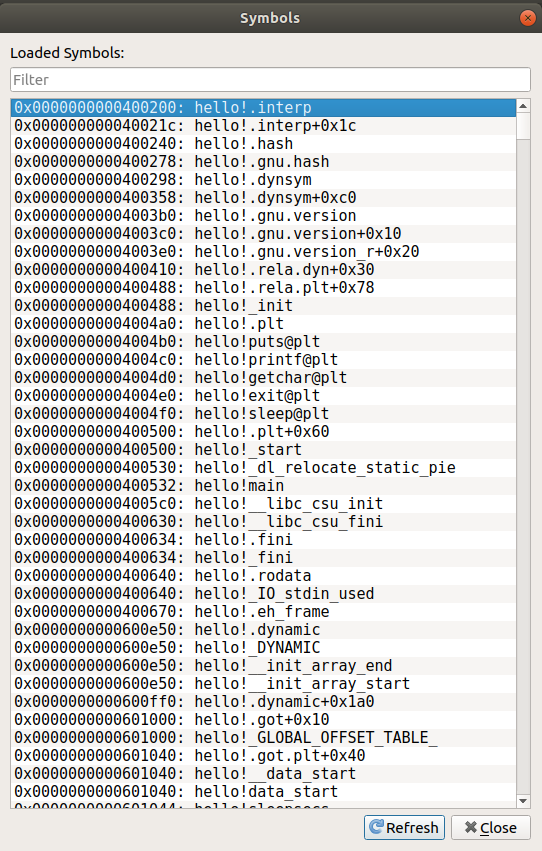 Symbols
Loaded Symbols:
Filter
0x0000000000400200: hello!.interp
0x000000000040021c: hello!.interp+0x1c
0x0000000000400240: hello!.hash
0x0000000000400278: hello!.gnu.hash
0x0000000000400298: hello!.dynsym
0x0000000000400358: hello!.dynsym+0xc0
0x00000000004003b0: hello!.gnu.version
0x00000000004003c0: hello!.gnu.version+0x10
0x00000000004003e0: hello!.gnu.version_r+0x20
0x0000000000400410: hello!.rela.dyn+0x30
0x0000000000400488: hello!.rela.plt+0x78
0x0000000000400488: hello!_init
0x00000000004004a0: hello!.plt
0x00000000004004b0: hello!puts@plt
0x00000000004004c0: hello!printf@plt
0x00000000004004d0: hello!getchar@plt
0x00000000004004e0: hello!exit@plt
0x00000000004004f0: hello!sleep@plt
0x0000000000400500: hello!.plt+0x60
0x0000000000400500: hello!_start
0x0000000000400530: hello!_dl_relocate_static_pie
0x0000000000400532: hello!main
0x00000000004005c0: hello!__libc_csu_init
0x0000000000400630: hello!__libc_csu_fini
0x0000000000400634: hello!.fini
0x0000000000400634: hello!_fini
0x0000000000400640: hello!.rodata
0x0000000000400640: hello!_IO_stdin_used
0x0000000000400670: hello!.eh_frame
0x0000000000600e50: hello!.dynamic
0x0000000000600e50: hello!_DYNAMIC
0x0000000000600e50: hello!__init_array_end
0x0000000000600e50: hello!__init_array_start
0x0000000000600ff0: hello!.dynamic+0x1a0
0x0000000000601000: hello!.got+0x10
0x0000000000601000: hello!_GLOBAL_OFFSET_TABLE_
0x0000000000601040: hello!.got.plt+0x40
0x0000000000601040: hello!__data_start
0x0000000000601040: hello!data_start
0x0000000000601044: hello!sleepsecs
Refresh
Close